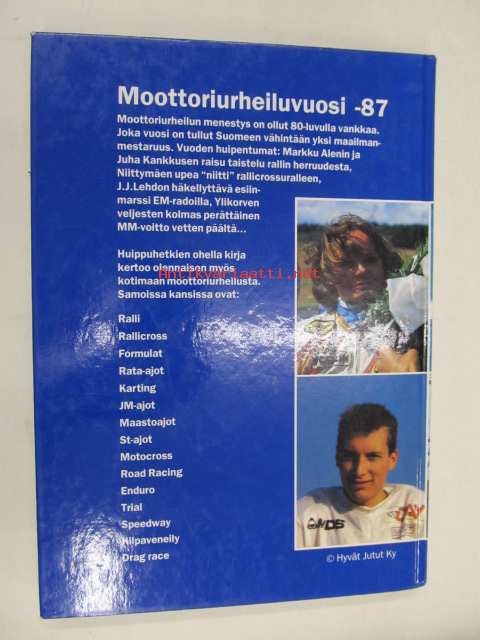 Moottoriurheiluvuosi -87
Moottoriurheilun menestys on ollut 80-luvulla vankkaa.
Joka vuosi on tullut Suomeen vähintään yksi maailman-
mestaruus. Vuoden huipentumat: Markku Alenin ja
Juha Kankkusen raisu taistelu rallin herruudesta,
Niittymäen upea “niitti” rallicrossuralleen,
J.J.Lehdon häkellyttävä esiin-
marssi EM-radoilla, Ylikorven
veljesten kolmas perättäinen
MM-voitto vetten päältä...
Huippuhetkien ohella kirja
kertoo olennaisen myös
kotimaan moottoriurheilusta.
Samoissa kansissa ovat:
Antikvariaatti.net
Ralli
Rallicross
Formulat
Rata-ajot
Karting
JM-ajot
Maastoajot
St-ajot
Motocross
Road Racing
Enduro
Trial
Speedway
Kilpaveneily
Drag race
MDS
© Hyvät Jutut Ky